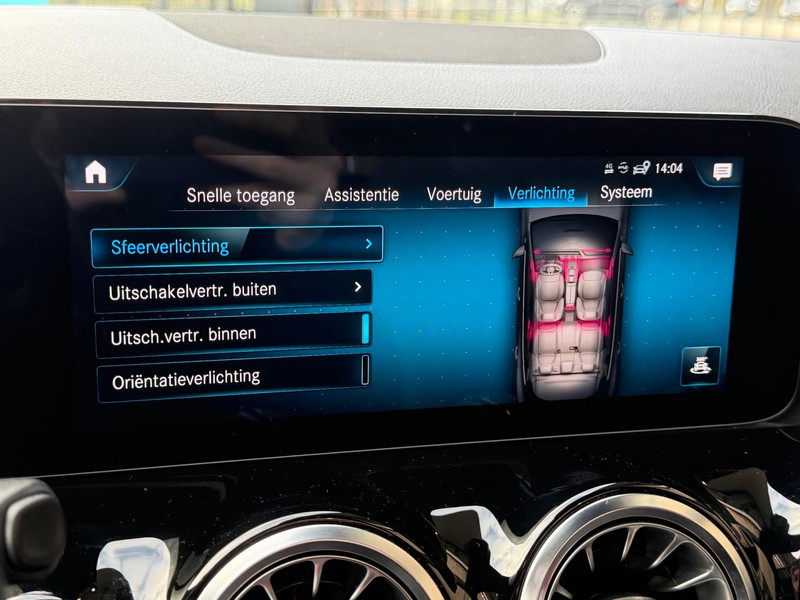 14:04
Snelle toegang Assistentie Voertuig Verlichting Systeem
Sfeerverlichting
Uitschakelvertr. buiten
Uitsch.vertr. binnen
Oriëntatieverlichting